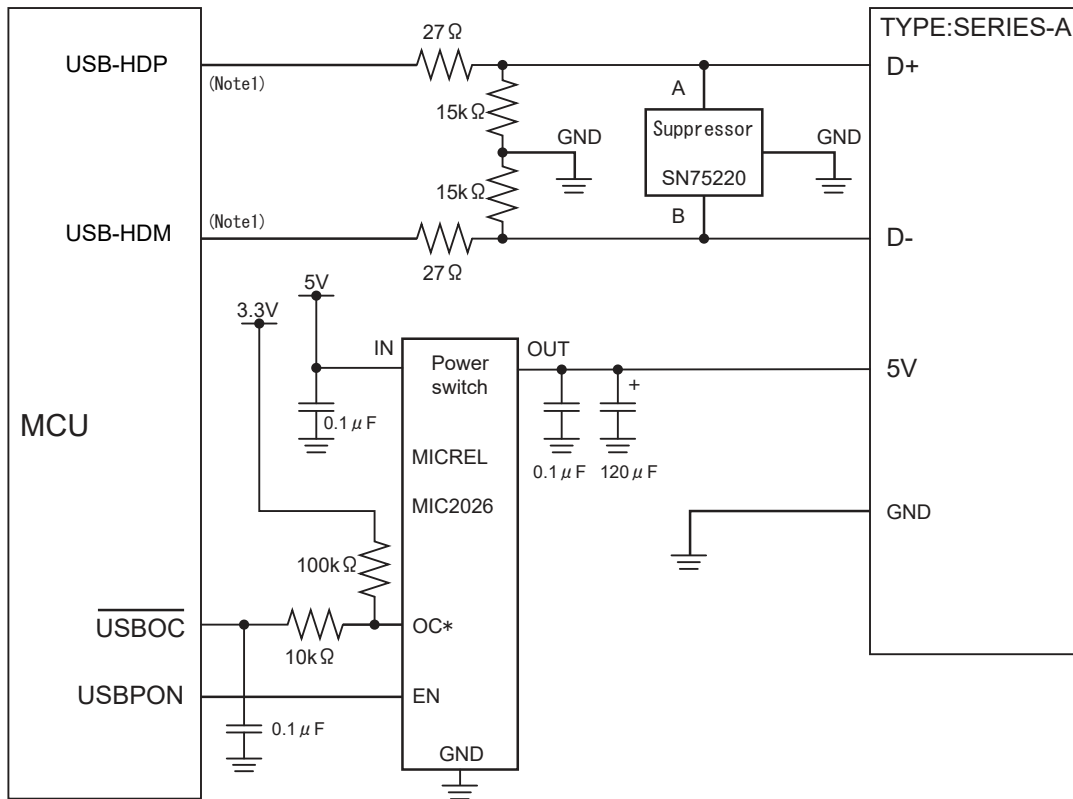 27Ω
TYPE:SERIES-A
USB-HDP
(Note1)
D+
A
15kΩ
GND
Suppressor
GND
SN75220
15kΩ
B
USB-HDM
(Note1)
D-
27Ω
5V
3.3V
IN
OUT
Power
switch
5V
+
MCU
0.1μF
MICREL
0.1μF
120μF
MIC2026
GND
100kΩ
USBOC
OC*
10kΩ
USBPON
EN
0.1μF
GND